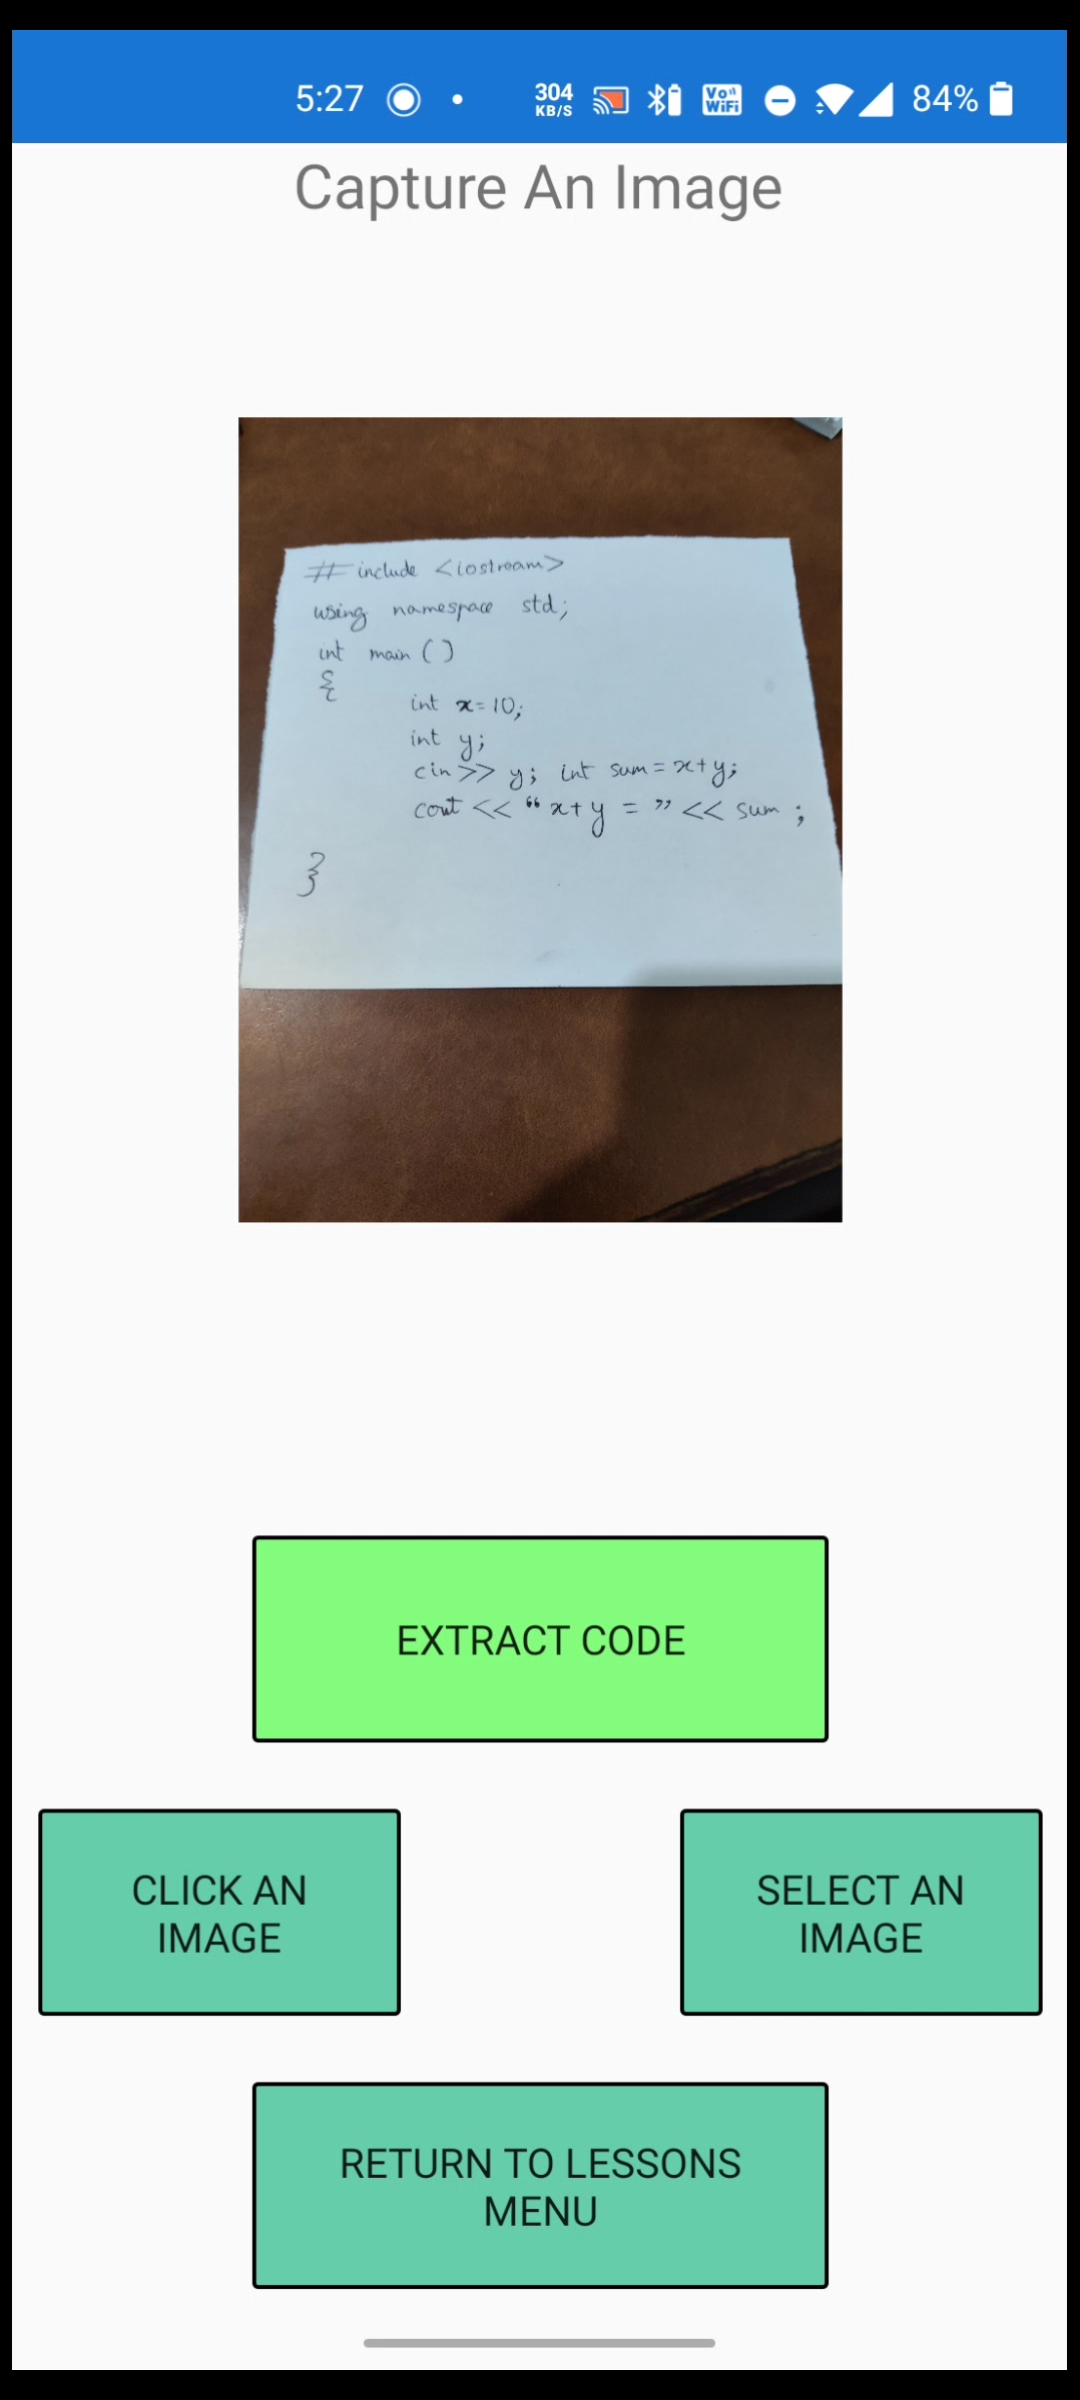 5:27
304
KB/S
Vo))
WiFi
84%
Capture An Image
# include <iostream>
using namespace std;
int main ()
{
int x=10;
int y;
cin>> y; int sum=x+y;
cout << “x+y = ” << sum ;
}
EXTRACT CODE
CLICK AN
IMAGE
SELECT AN
IMAGE
RETURN TO LESSONS
MENU